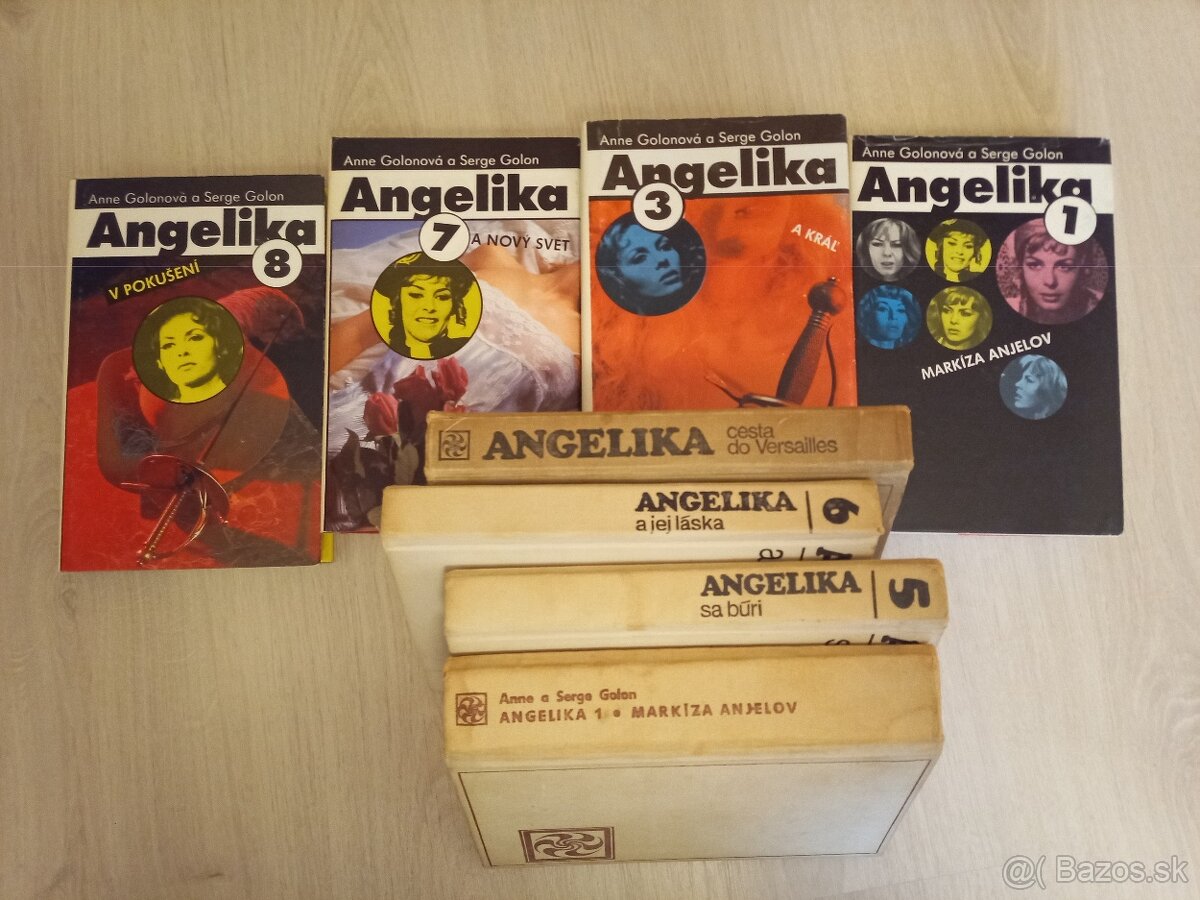 Anne Golonová a Serge Golon
Angelika
8
V POKUŠENÍ
Anne Golonová a Serge Golon
Angelika
7
A NOVÝ SVET
Anne Golonová a Serge Golon
Angelika
3
A KRÁĽ
Anne Golonová a Serge Golon
Angelika
1
MARKÍZA ANJELOV
ANGELIKA cesta
do Versailles
ANGELIKA 6
a jej láska
ANGELIKA 5
sa búri
Anne a Serge Golon
ANGELIKA 1 • MARKÍZA ANJELOV
@( Bazos.sk